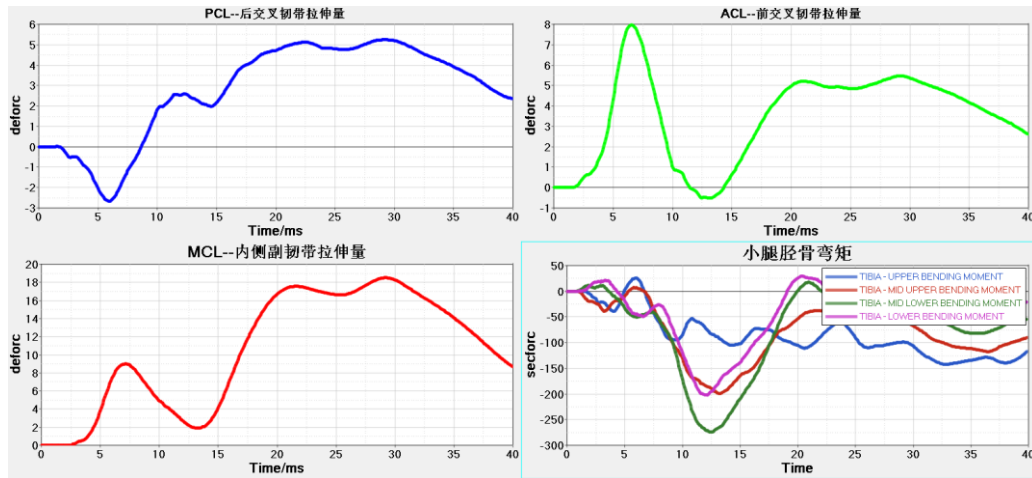 PCL--后交叉韧带拉伸量
deforc
6
5
4
3
2
1
0
-1
-2
-3
0 5 10 15 20 25 30 35 40
Time/ms
ACL--前交叉韧带拉伸量
deforc
8
7
6
5
4
3
2
1
0
-1
0 5 10 15 20 25 30 35 40
Time/ms
MCL--内侧副韧带拉伸量
deforc
20
18
16
14
12
10
8
6
4
2
0
0 5 10 15 20 25 30 35 40
Time/ms
小腿胫骨弯矩
secforc
50
0
-50
-100
-150
-200
-250
-300
TIBIA - UPPER BENDING MOMENT
TIBIA - MID UPPER BENDING MOMENT
TIBIA - MID LOWER BENDING MOMENT
TIBIA - LOWER BENDING MOMENT
0 5 10 15 20 25 30 35 40
Time